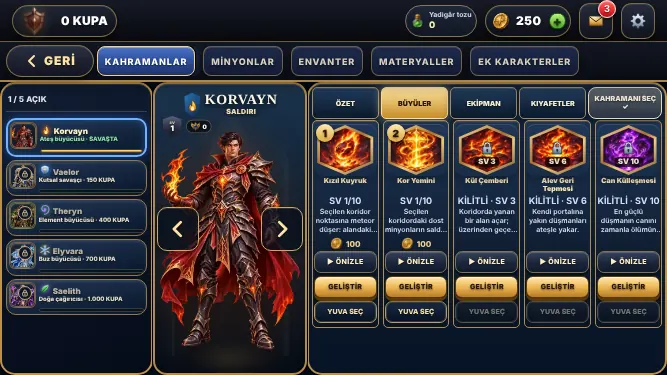 0 KUPA
Yadigâr tozu
0
250
3
GERİ
KAHRAMANLAR
MİNYONLAR
ENVANTER
MATERYALLER
EK KARAKTERLER
1 / 5 AÇIK
Korvayn
Ateş büyücüsü · SAVAŞTA
Vaelor
Kutsal savaşçı · 150 KUPA
Theryn
Element büyücüsü · 400 KUPA
Elyvara
Buz büyücüsü · 700 KUPA
Saelith
Doğa çağırıcısı · 1.000 KUPA
KORVAYN
SALDIRI
SV
1
0
ÖZET
BÜYÜLER
EKİPMAN
KIYAFETLER
KAHRAMANI SEÇ ✓
1
Kızıl Kuyruk
SV 1/10
Seçilen
koridor
noktasına meteor
düşer: alandaki...
100
ÖNİZLE
GELİŞTİR
YUVA SEÇ
2
Kor Yemini
SV 1/10
Seçilen
koridordaki dost
minyonların sald...
100
ÖNİZLE
GELİŞTİR
YUVA SEÇ
SV 3
Kül Çemberi
KİLİTLİ · SV 3
Koridorda yanan
bir alan açar;
üzerinden geçe...
ÖNİZLE
GELİŞTİR
YUVA SEÇ
SV 6
Alev Geri
Tepmesi
KİLİTLİ · SV 6
Kendi portalına
yakın düşmanları
ateşle yakar.
ÖNİZLE
GELİŞTİR
YUVA SEÇ
SV 10
Can Külleşmesi
KİLİTLİ · SV 10
En güçlü
düşmanın canını
zamanla ölümün...
ÖNİZLE
GELİŞTİR
YUVA SEÇ